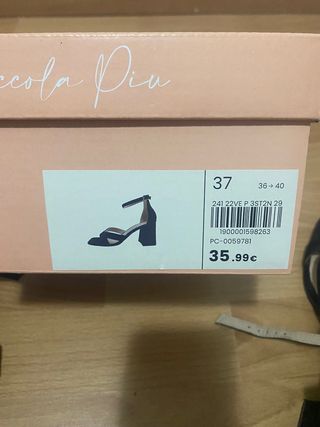 ccola Piu
37 36→40
241 22VE P 3ST2N 29
1900001598263
PC-0059781
35.99€